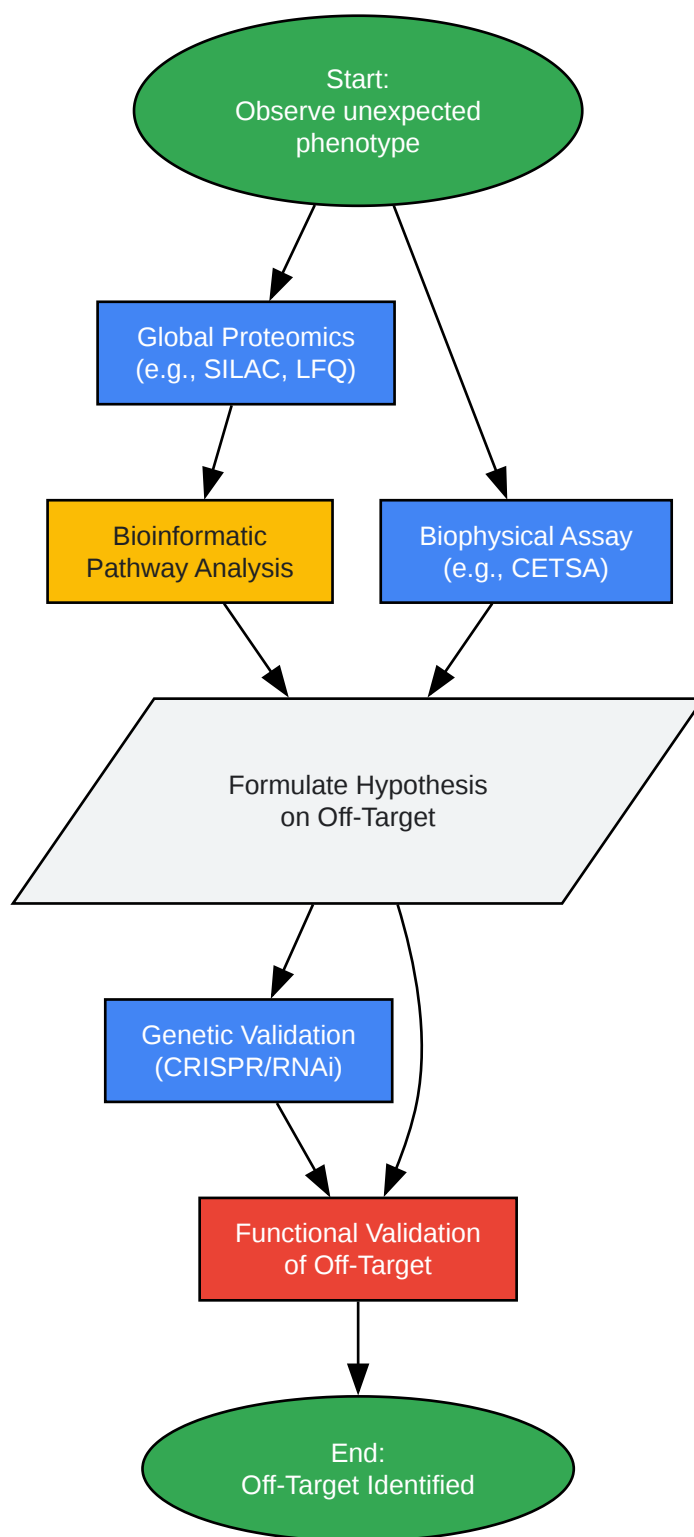 Start:
Observe unexpected
phenotype
Global Proteomics
(e.g., SILAC, LFQ)
Bioinformatic
Pathway Analysis
Biophysical Assay
(e.g., CETSA)
Formulate Hypothesis
on Off-Target
Genetic Validation
(CRISPR/RNAi)
Functional Validation
of Off-Target
End:
Off-Target Identified